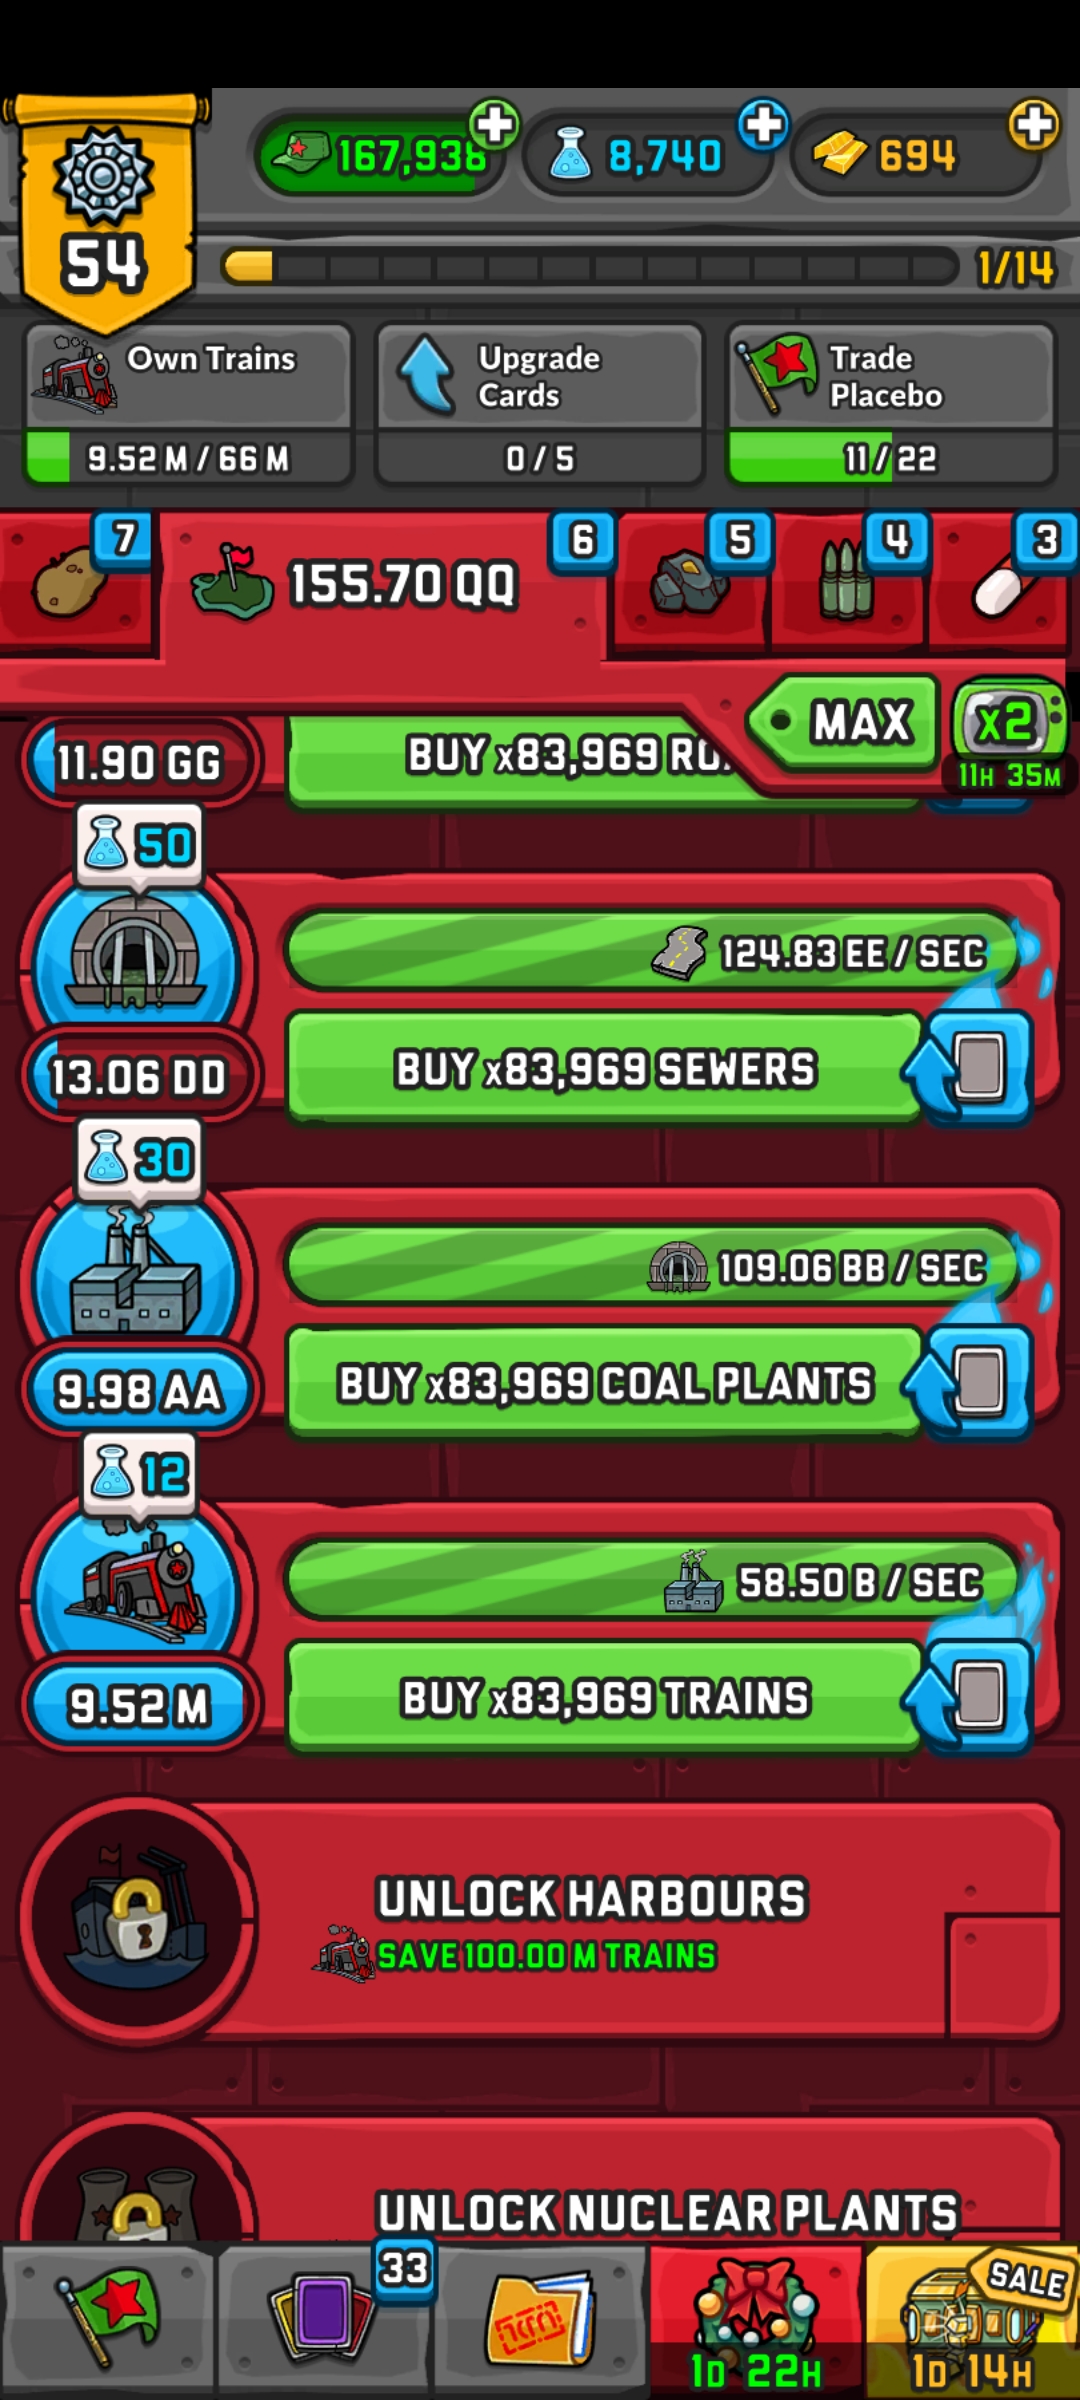 167,938
8,740
694
54
1/14
Own Trains
9.52 M / 66 M
Upgrade
Cards
0 / 5
Trade
Placebo
11 / 22
7
155.70 QQ
6
5
4
3
MAX
X2
11H 35M
11.90 GG
BUY x83,969 RO
50
124.83 EE / SEC
13.06 DD
BUY x83,969 SEWERS
30
109.06 BB / SEC
9.98 AA
BUY x83,969 COAL PLANTS
12
58.50 B / SEC
9.52 M
BUY x83,969 TRAINS
UNLOCK HARBOURS
SAVE 100.00 M TRAINS
UNLOCK NUCLEAR PLANTS
33
1D 22H
SALE
1D 14H